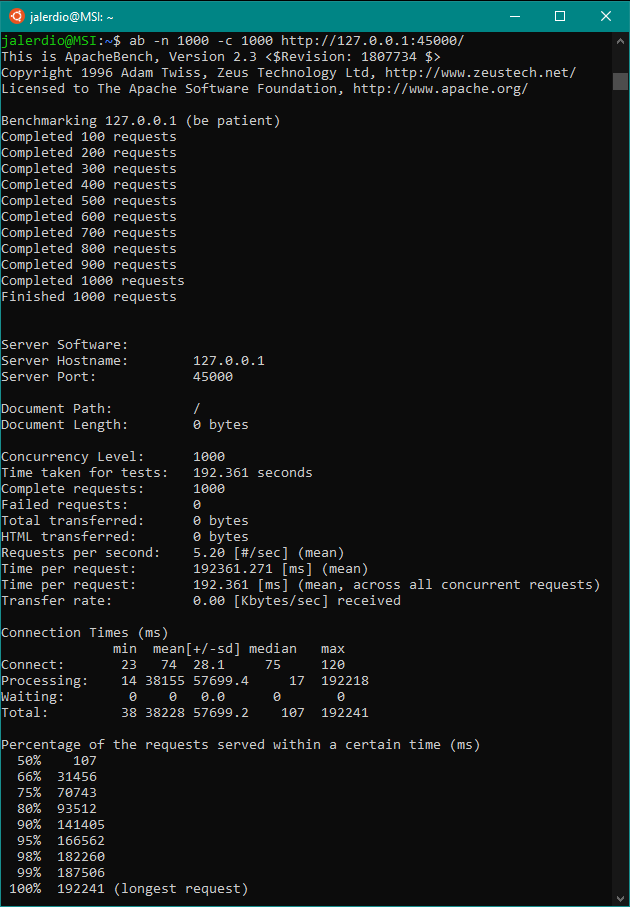 jalerdio@MSI: ~
jalerdio@MSI:~$ ab -n 1000 -c 1000 http://127.0.0.1:45000/
This is ApacheBench, Version 2.3 <$Revision: 1807734 $>
Copyright 1996 Adam Twiss, Zeus Technology Ltd, http://www.zeustech.net/
Licensed to The Apache Software Foundation, http://www.apache.org/

Benchmarking 127.0.0.1 (be patient)
Completed 100 requests
Completed 200 requests
Completed 300 requests
Completed 400 requests
Completed 500 requests
Completed 600 requests
Completed 700 requests
Completed 800 requests
Completed 900 requests
Completed 1000 requests
Finished 1000 requests


Server Software:
Server Hostname:        127.0.0.1
Server Port:            45000

Document Path:          /
Document Length:        0 bytes

Concurrency Level:      1000
Time taken for tests:   192.361 seconds
Complete requests:      1000
Failed requests:        0
Total transferred:      0 bytes
HTML transferred:       0 bytes
Requests per second:    5.20 [#/sec] (mean)
Time per request:       192361.271 [ms] (mean)
Time per request:       192.361 [ms] (mean, across all concurrent requests)
Transfer rate:          0.00 [Kbytes/sec] received

Connection Times (ms)
              min  mean[+/-sd] median   max
Connect:       23   74  28.1     75     120
Processing:    14 38155 57699.4     17  192218
Waiting:        0    0   0.0      0       0
Total:         38 38228 57699.2    107  192241

Percentage of the requests served within a certain time (ms)
  50%    107
  66%  31456
  75%  70743
  80%  93512
  90%  141405
  95%  166562
  98%  182260
  99%  187506
 100%  192241 (longest request)